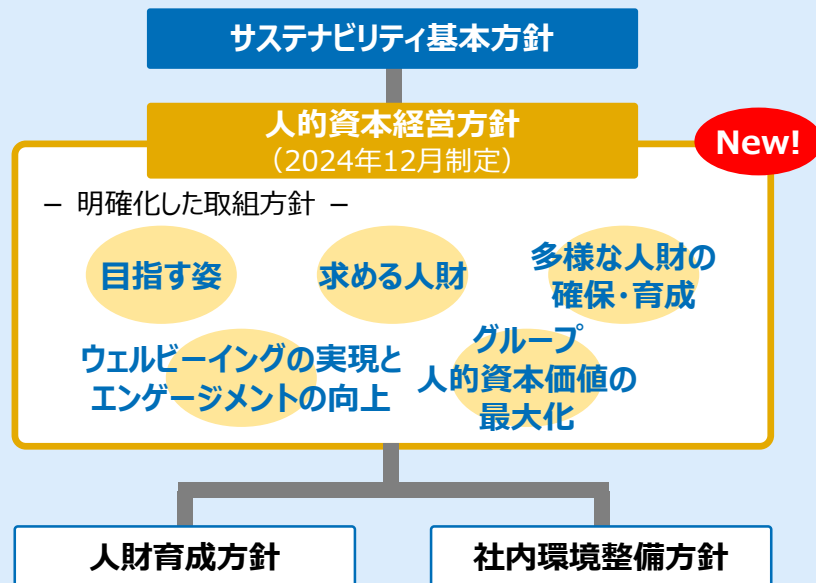 サステナビリティ基本方針
人的資本経営方針
（2024年12月制定）
New!
－ 明確化した取組方針 －
目指す姿
求める人財
多様な人財の
確保・育成
ウェルビーイングの実現と
エンゲージメントの向上
グループ
人的資本価値の
最大化
人財育成方針
社内環境整備方針